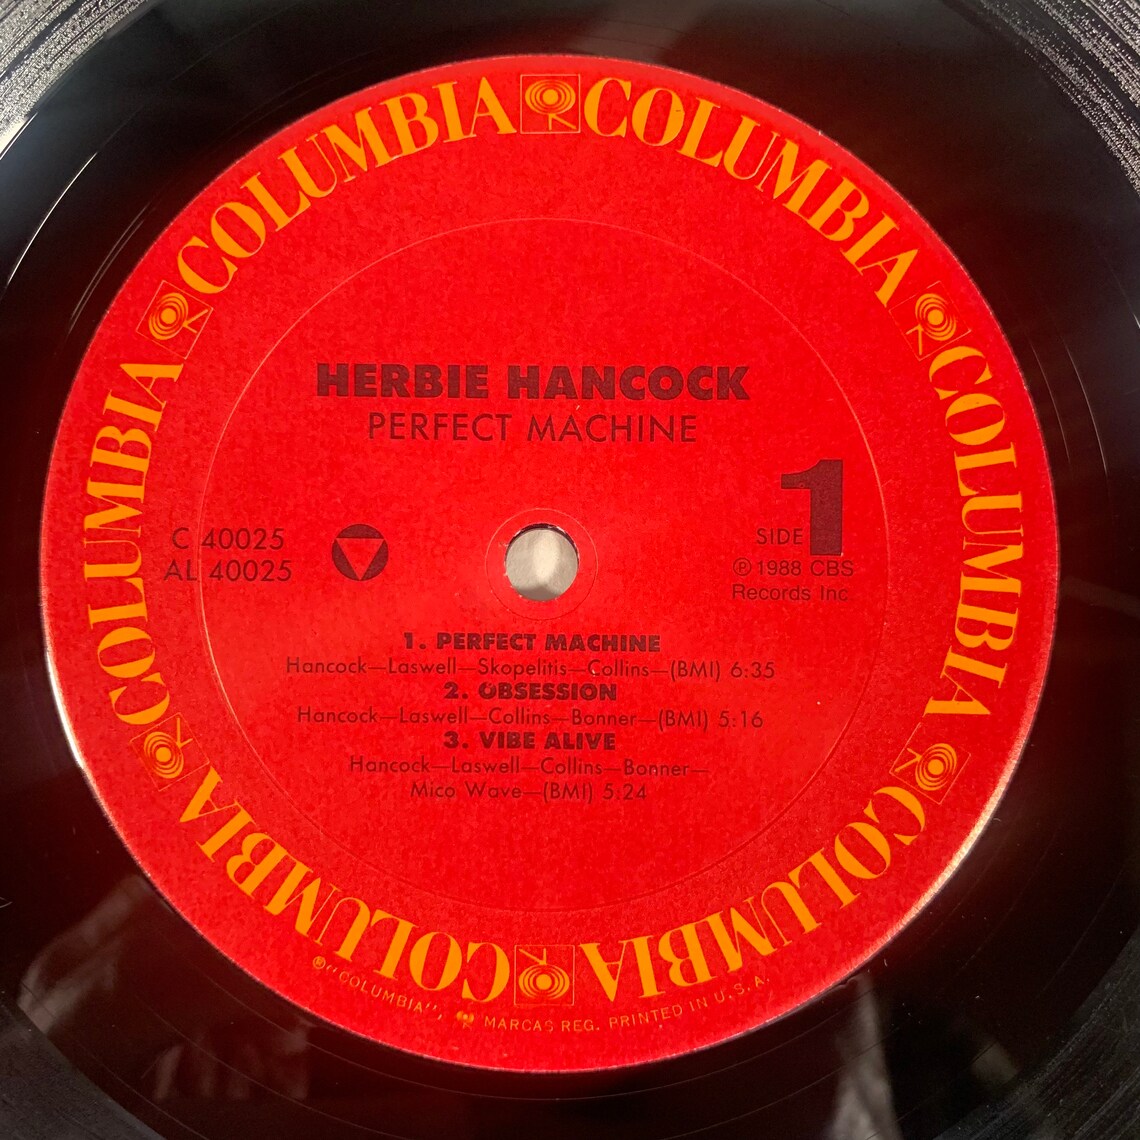 COLUMBIA COLUMBIA COLUMBIA COLUMBIA COLUMBIA COLUMBIA
HERBIE HANCOCK
PERFECT MACHINE
C 40025
AL 40025
SIDE 1
℗ 1988 CBS
Records Inc.
1. PERFECT MACHINE
Hancock—Laswell—Skopelitis—Collins—(BMI) 6:35
2. OBSESSION
Hancock—Laswell—Collins—Bonner—(BMI) 5:16
3. VIBE ALIVE
Hancock—Laswell—Collins—Bonner—
Mico Wave—(BMI) 5:24
®"COLUMBIA", MARCAS REG. PRINTED IN U.S.A.